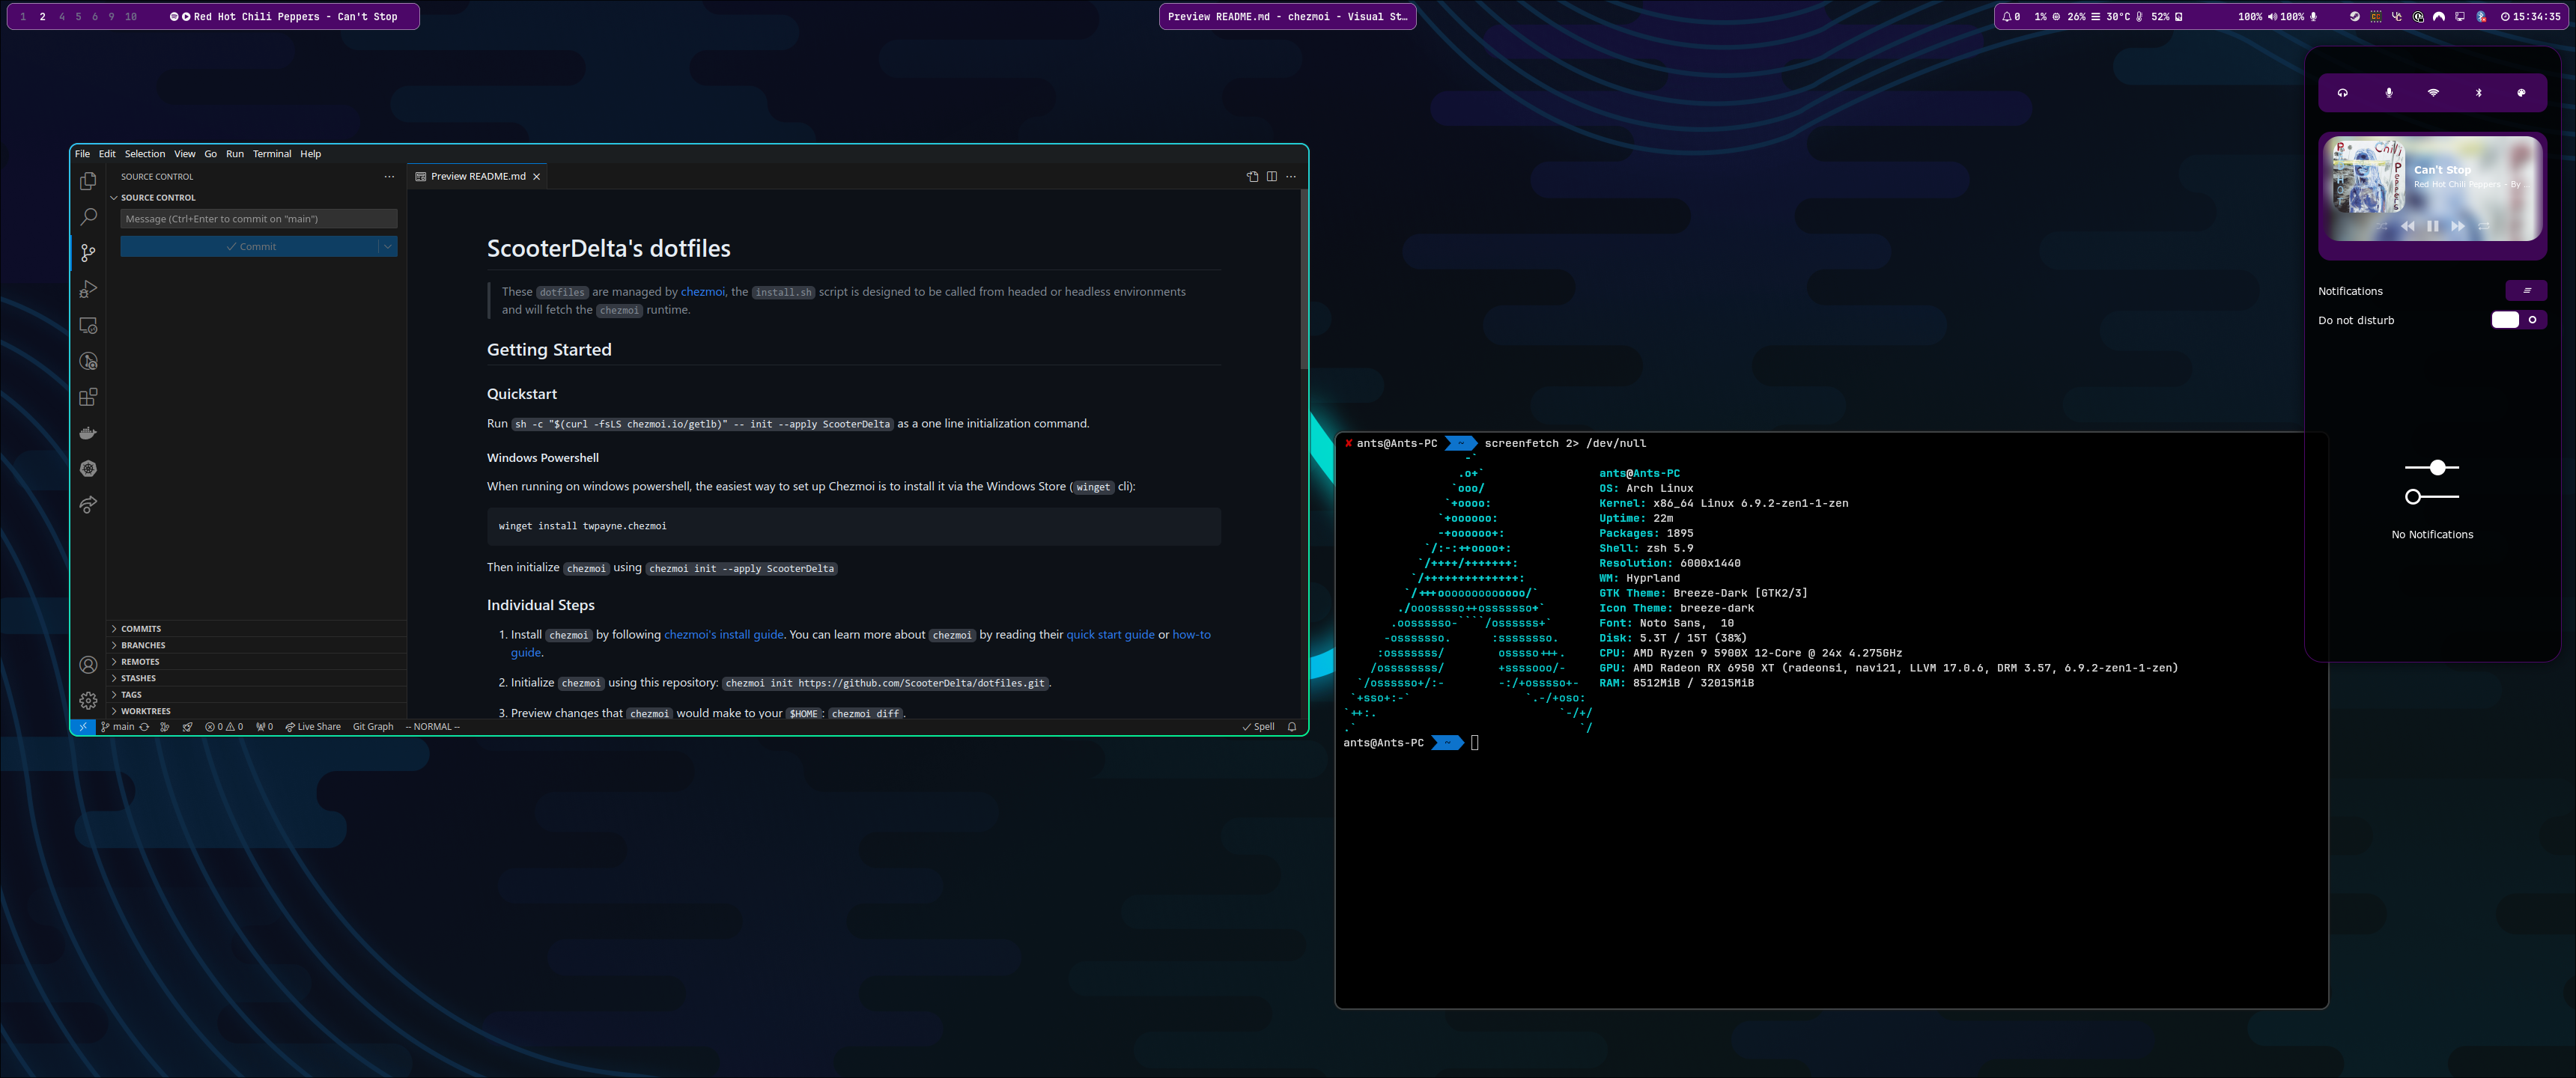 1 2 4 5 6 9 10 Red Hot Chili Peppers - Can't Stop
Preview README.md - chezmoi - Visual St…
0 1% 26% 30°C 52% 100% 100% 15:34:35
File Edit Selection View Go Run Terminal Help
SOURCE CONTROL
SOURCE CONTROL
Message (Ctrl+Enter to commit on "main")
Commit
COMMITS
BRANCHES
REMOTES
STASHES
TAGS
WORKTREES
Preview README.md
ScooterDelta's dotfiles
These dotfiles are managed by chezmoi, the install.sh script is designed to be called from headed or headless environments
and will fetch the chezmoi runtime.
Getting Started
Quickstart
Run sh -c "$(curl -fsLS chezmoi.io/getlb)" -- init --apply ScooterDelta as a one line initialization command.
Windows Powershell
When running on windows powershell, the easiest way to set up Chezmoi is to install it via the Windows Store (winget cli):
winget install twpayne.chezmoi
Then initialize chezmoi using chezmoi init --apply ScooterDelta
Individual Steps
1. Install chezmoi by following chezmoi's install guide. You can learn more about chezmoi by reading their quick start guide or how-to
guide.
2. Initialize chezmoi using this repository: chezmoi init https://github.com/ScooterDelta/dotfiles.git.
3. Preview changes that chezmoi would make to your $HOME: chezmoi diff.
main 0 0 0 Live Share Git Graph -- NORMAL -- Spell
✘ ants@Ants-PC ~ screenfetch 2> /dev/null
ants@Ants-PC
OS: Arch Linux
Kernel: x86_64 Linux 6.9.2-zen1-1-zen
Uptime: 22m
Packages: 1895
Shell: zsh 5.9
Resolution: 6000x1440
WM: Hyprland
GTK Theme: Breeze-Dark [GTK2/3]
Icon Theme: breeze-dark
Font: Noto Sans,  10
Disk: 5.3T / 15T (38%)
CPU: AMD Ryzen 9 5900X 12-Core @ 24x 4.275GHz
GPU: AMD Radeon RX 6950 XT (radeonsi, navi21, LLVM 17.0.6, DRM 3.57, 6.9.2-zen1-1-zen)
RAM: 8512MiB / 32015MiB
ants@Ants-PC ~
Chili
Peppers
Can't Stop
Red Hot Chili Peppers - By
Notifications
Do not disturb
No Notifications